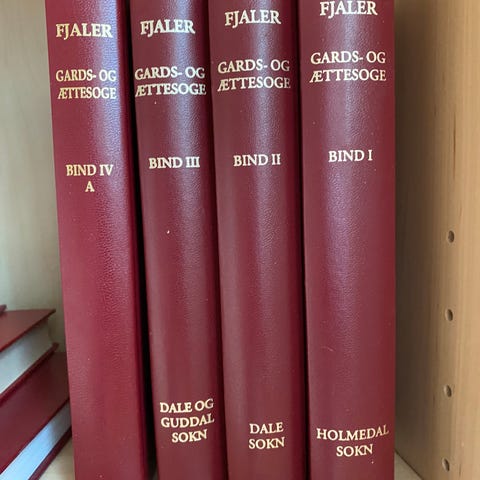 FJALER
GARDS- OG
ÆTTESOGE
BIND IV
A
FJALER
GARDS- OG
ÆTTESOGE
BIND III
DALE OG
GUDDAL
SOKN
FJALER
GARDS- OG
ÆTTESOGE
BIND II
DALE
SOKN
FJALER
GARDS- OG
ÆTTESOGE
BIND I
HOLMEDAL
SOKN